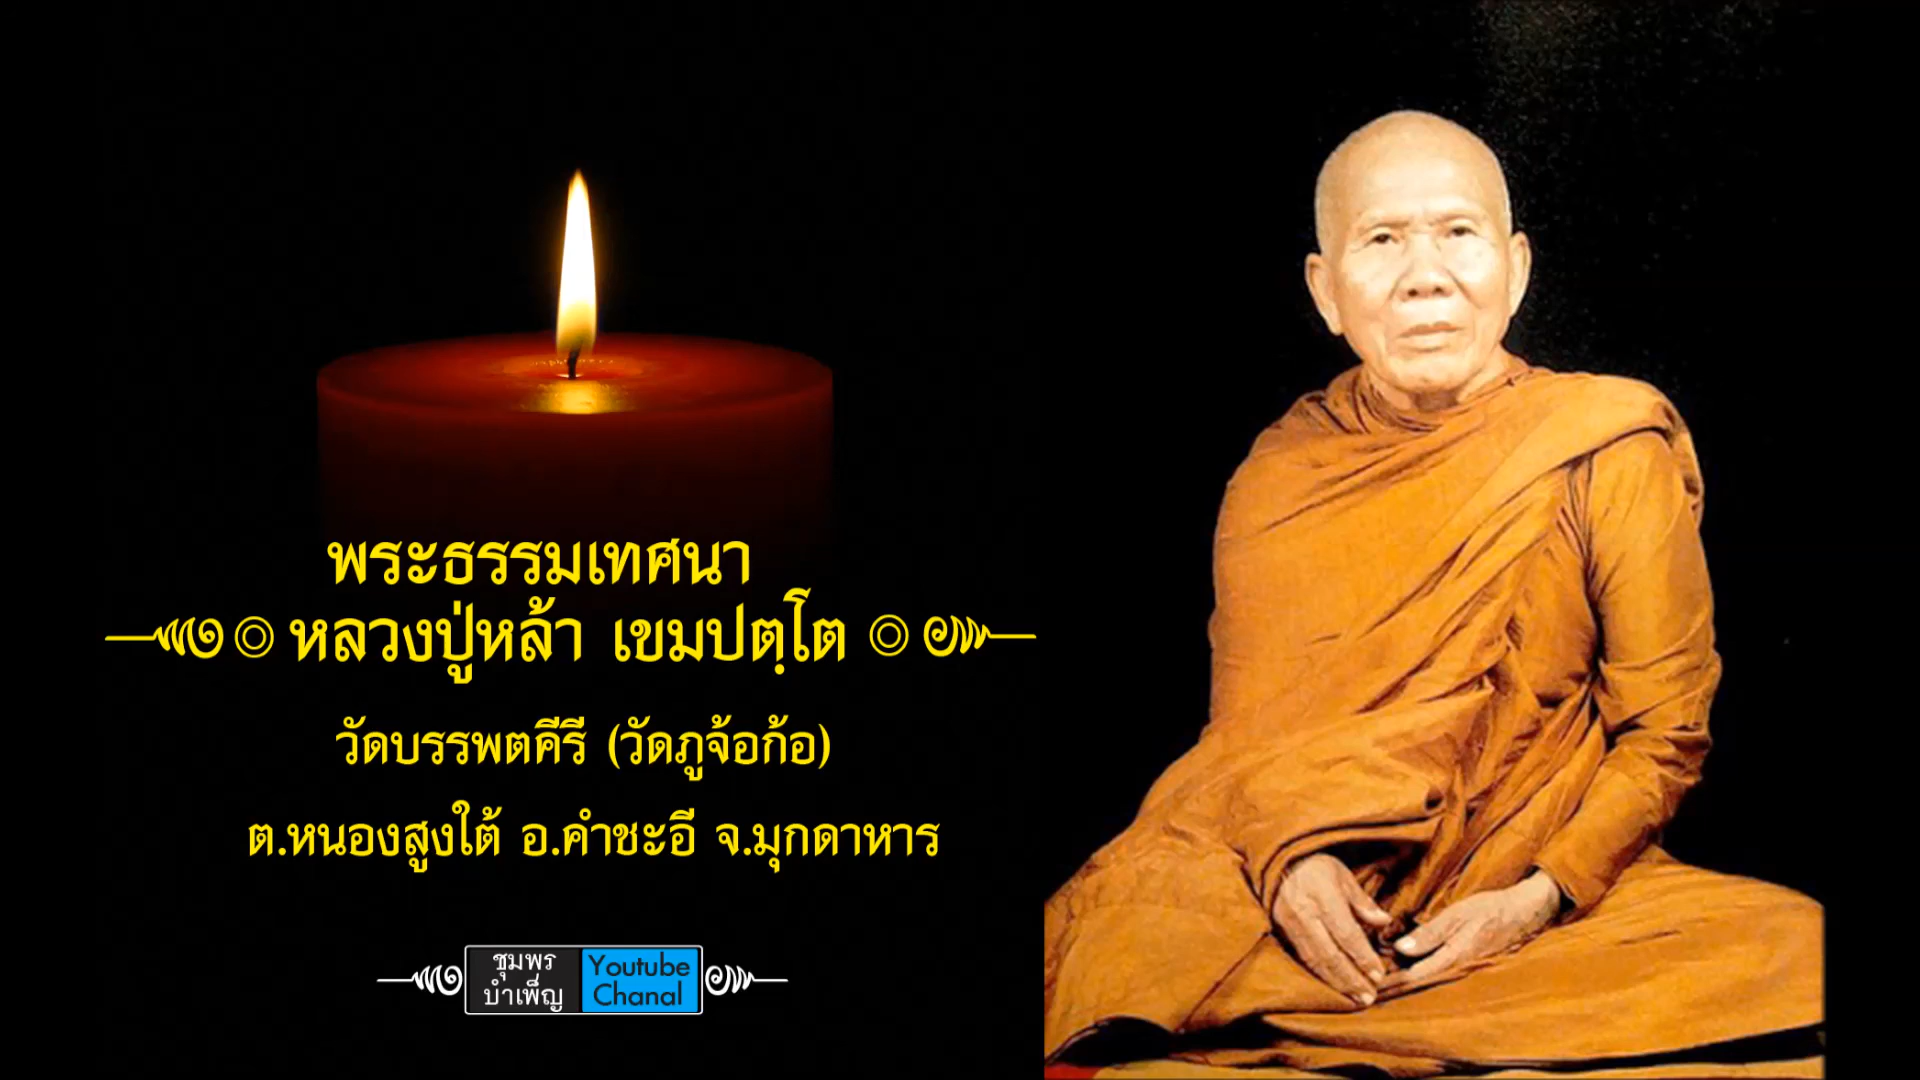 พระธรรมเทศนา
หลวงปู่หล้า เขมปตฺโต
วัดบรรพตคีรี (วัดภูจ้อก้อ)
ต.หนองสูงใต้ อ.คำชะอี จ.มุกดาหาร
ชุมพร
บำเพ็ญ
Youtube
Chanal